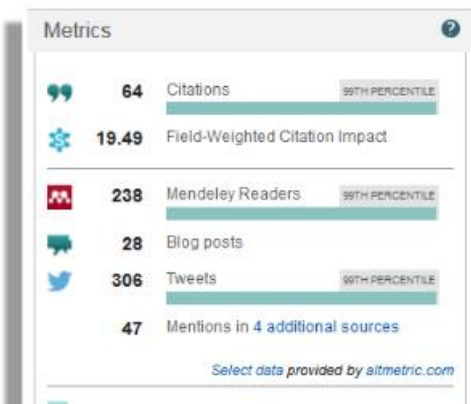 Metrics ?
64 Citations 99TH PERCENTILE
19.49 Field-Weighted Citation Impact
238 Mendeley Readers 99TH PERCENTILE
28 Blog posts
306 Tweets 99TH PERCENTILE
47 Mentions in 4 additional sources
Select data provided by altmetric.com